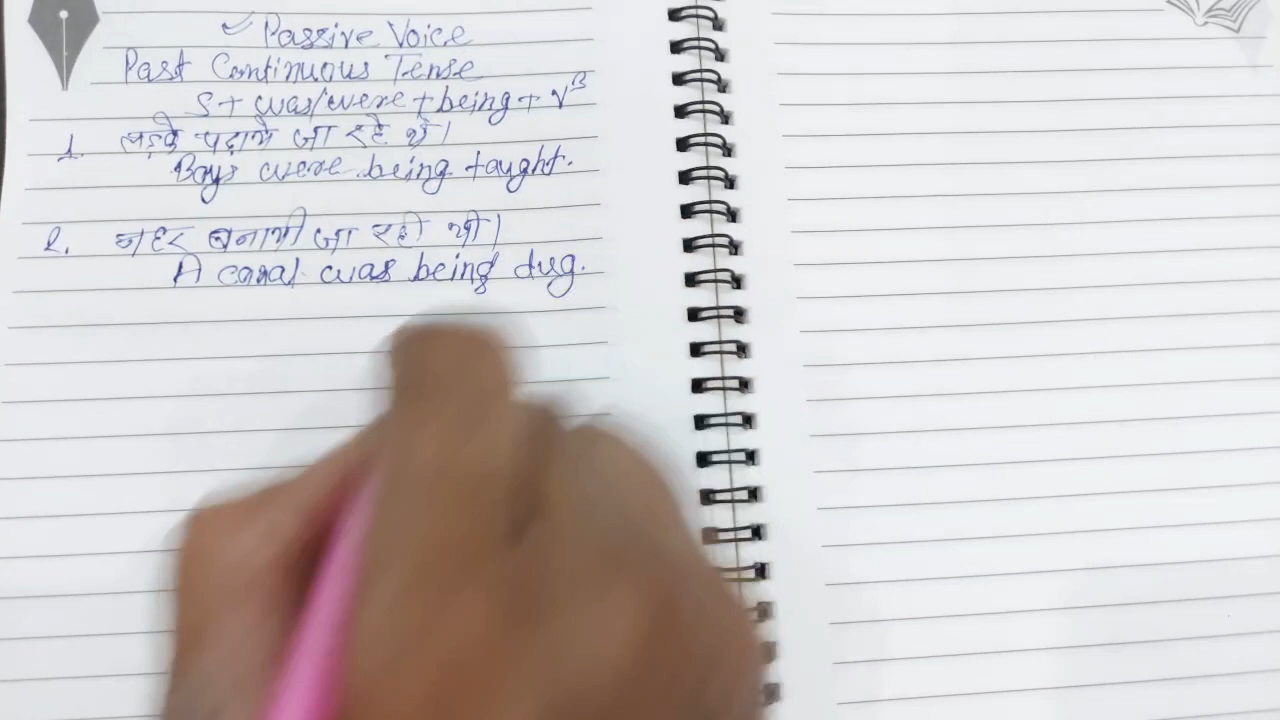 Passive Voice
Past Continuous Tense
S + was/were + being + V3
1. लड़के पढ़ाये जा रहे थे।
Boys were being taught.
2. नहर बनायी जा रही थी।
A canal was being dug.